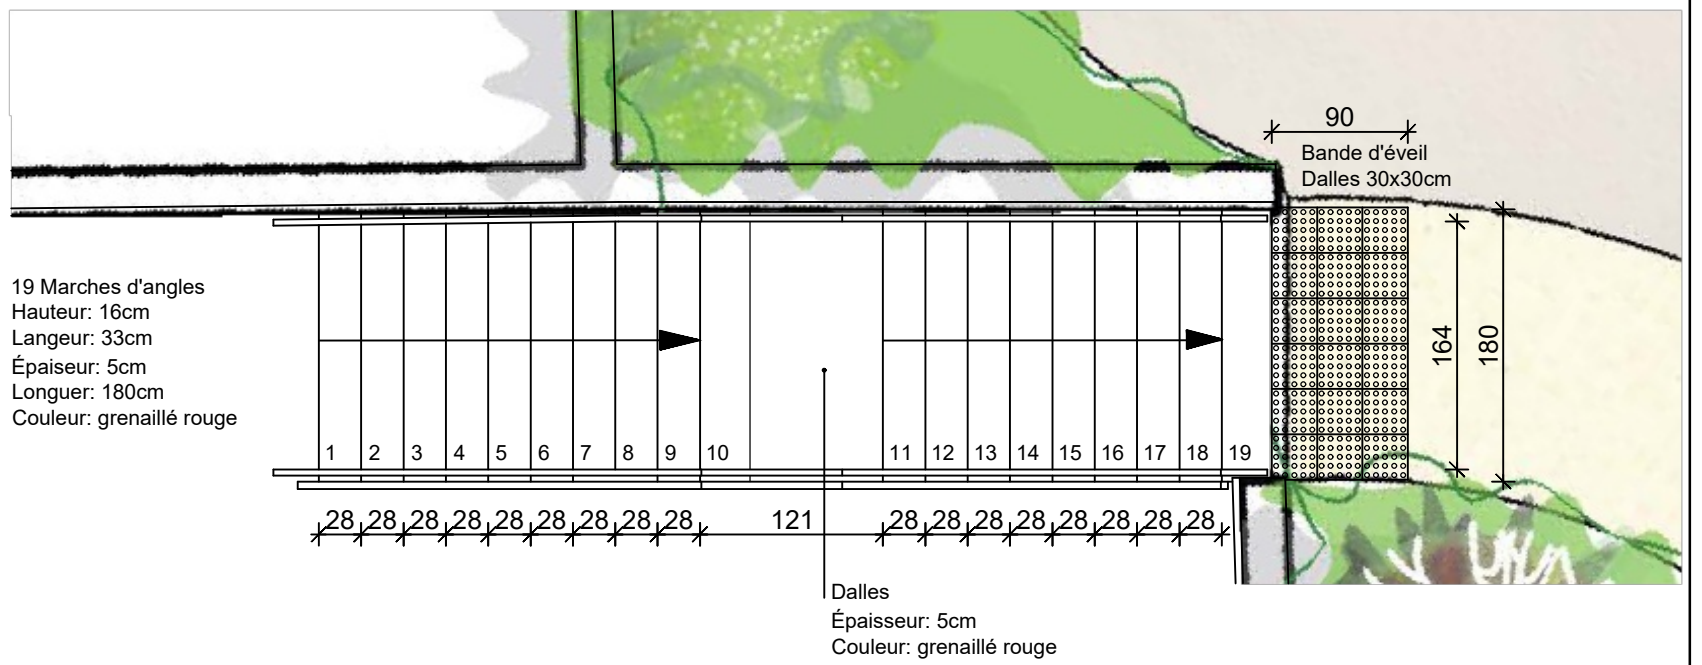 90
Bande d'éveil
Dalles 30x30cm
164
180
19 Marches d'angles
Hauteur: 16cm
Langeur: 33cm
Épaiseur: 5cm
Longuer: 180cm
Couleur: grenaillé rouge
1 2 3 4 5 6 7 8 9 10 11 12 13 14 15 16 17 18 19
28 28 28 28 28 28 28 28 28 121 28 28 28 28 28 28 28 28
Dalles
Épaisseur: 5cm
Couleur: grenaillé rouge